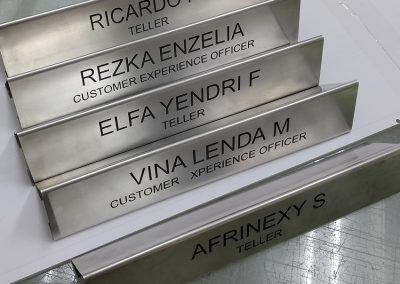 RICARDO
TELLER
REZKA ENZELIA
CUSTOMER EXPERIENCE OFFICER
ELFA YENDRI F
TELLER
VINA LENDA M
CUSTOMER XPERIENCE OFFICER
AFRINEXY S
TELLER